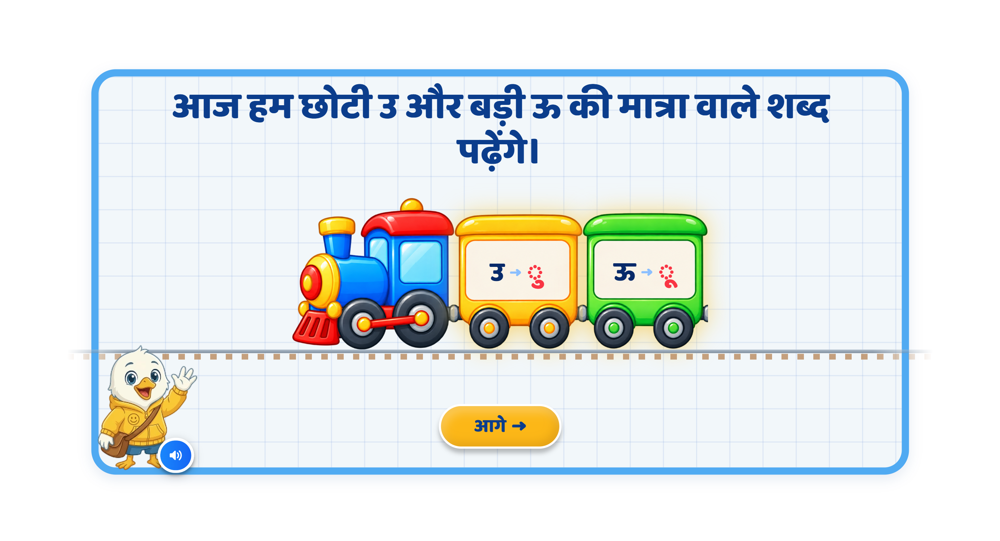 आज हम छोटी उ और बड़ी ऊ की मात्रा वाले शब्द
पढ़ेंगे।
उ → ु
ऊ → ू
आगे →